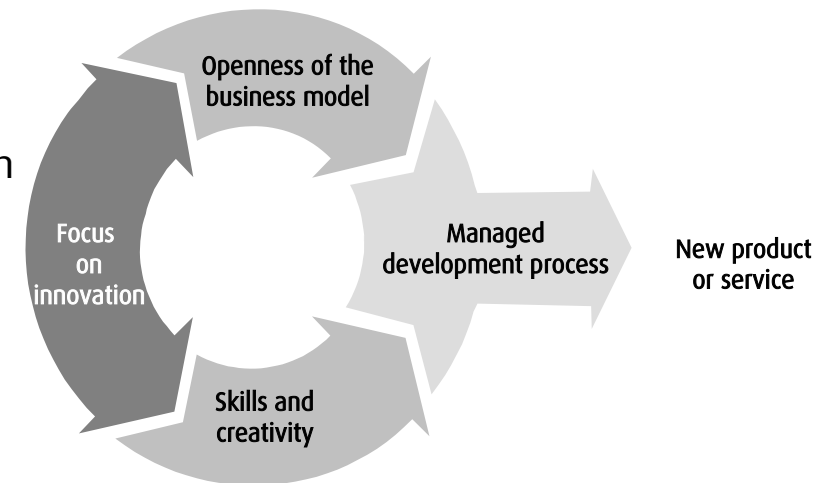 Openness of the
business model
n
Focus
on
innovation
Managed
development process
New product
or service
Skills and
creativity